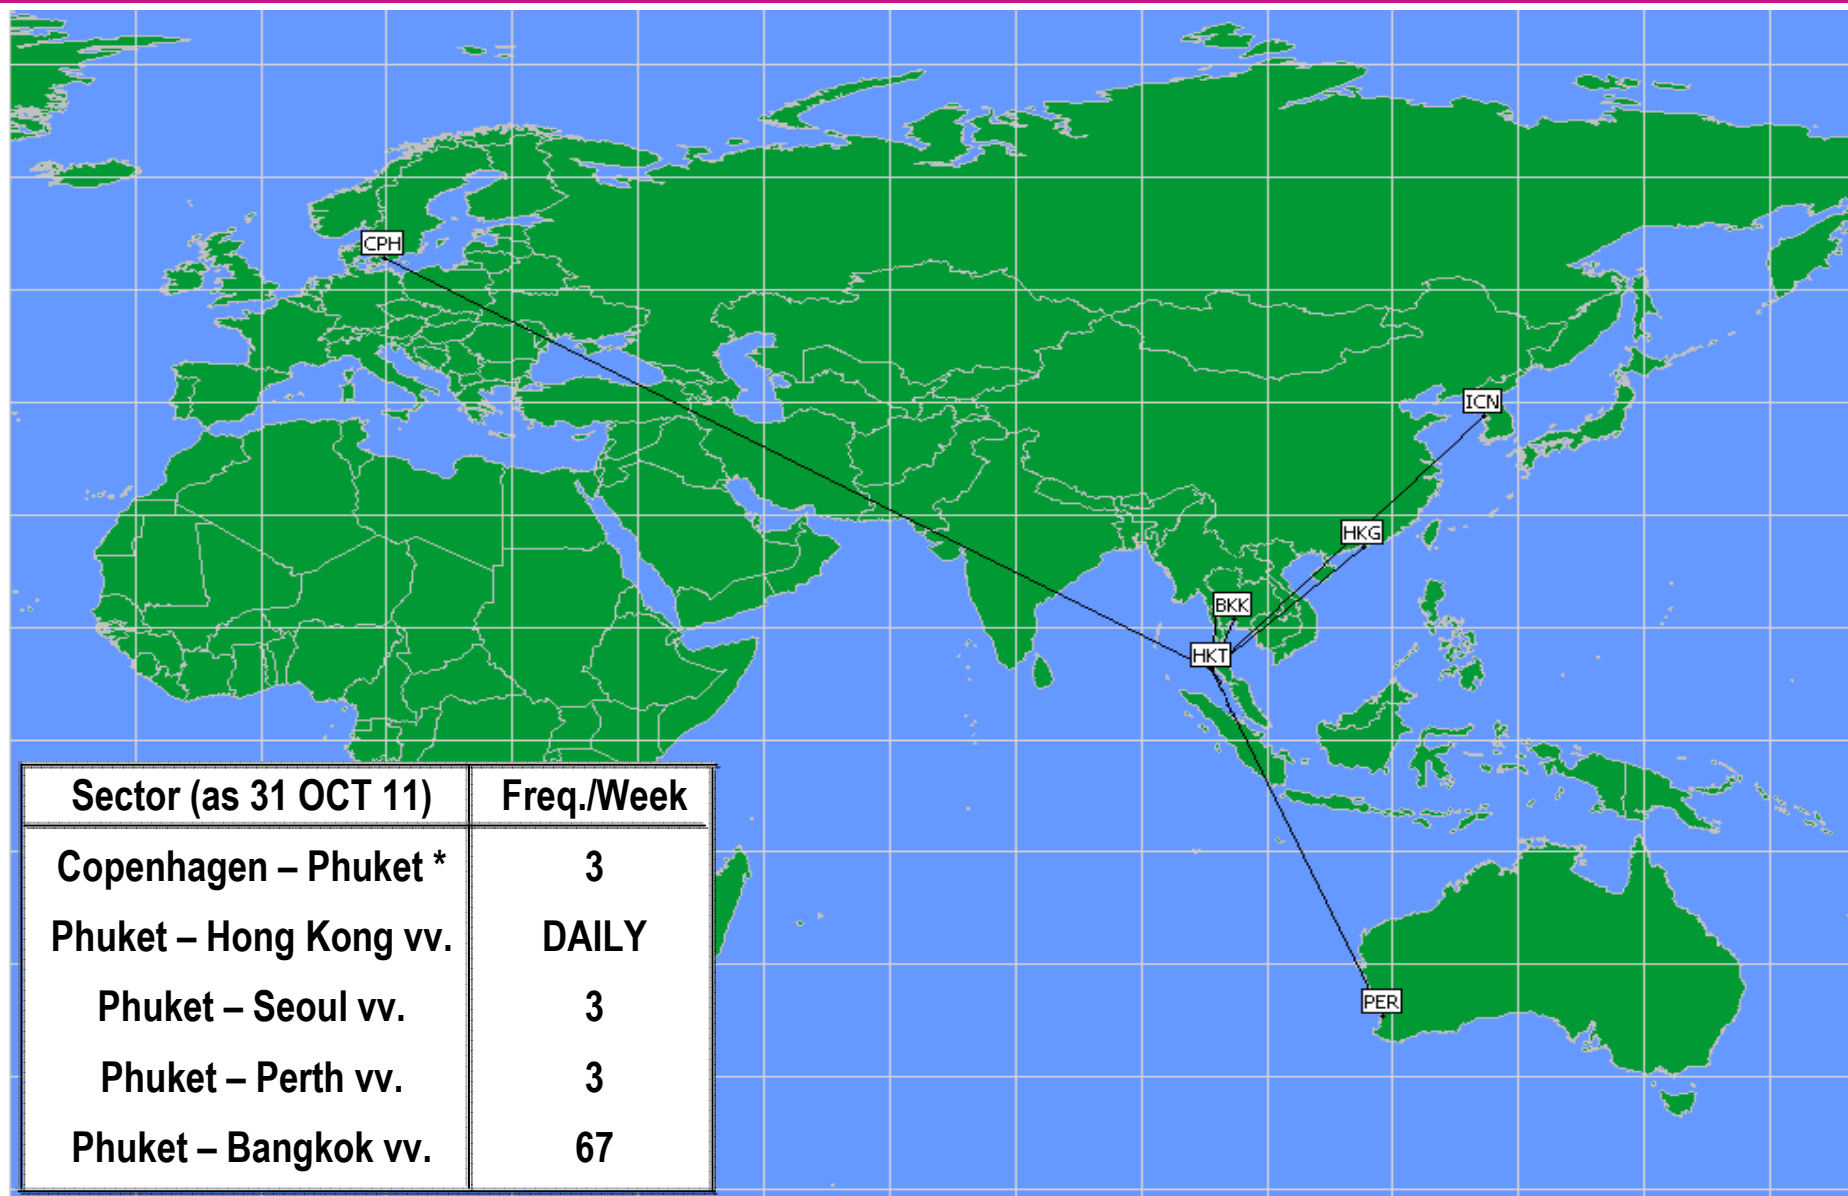 CPH
ICN
HKG
BKK
HKT
PER
Sector (as 31 OCT 11) Freq./Week
Copenhagen – Phuket * 3
Phuket – Hong Kong vv. DAILY
Phuket – Seoul vv. 3
Phuket – Perth vv. 3
Phuket – Bangkok vv. 67